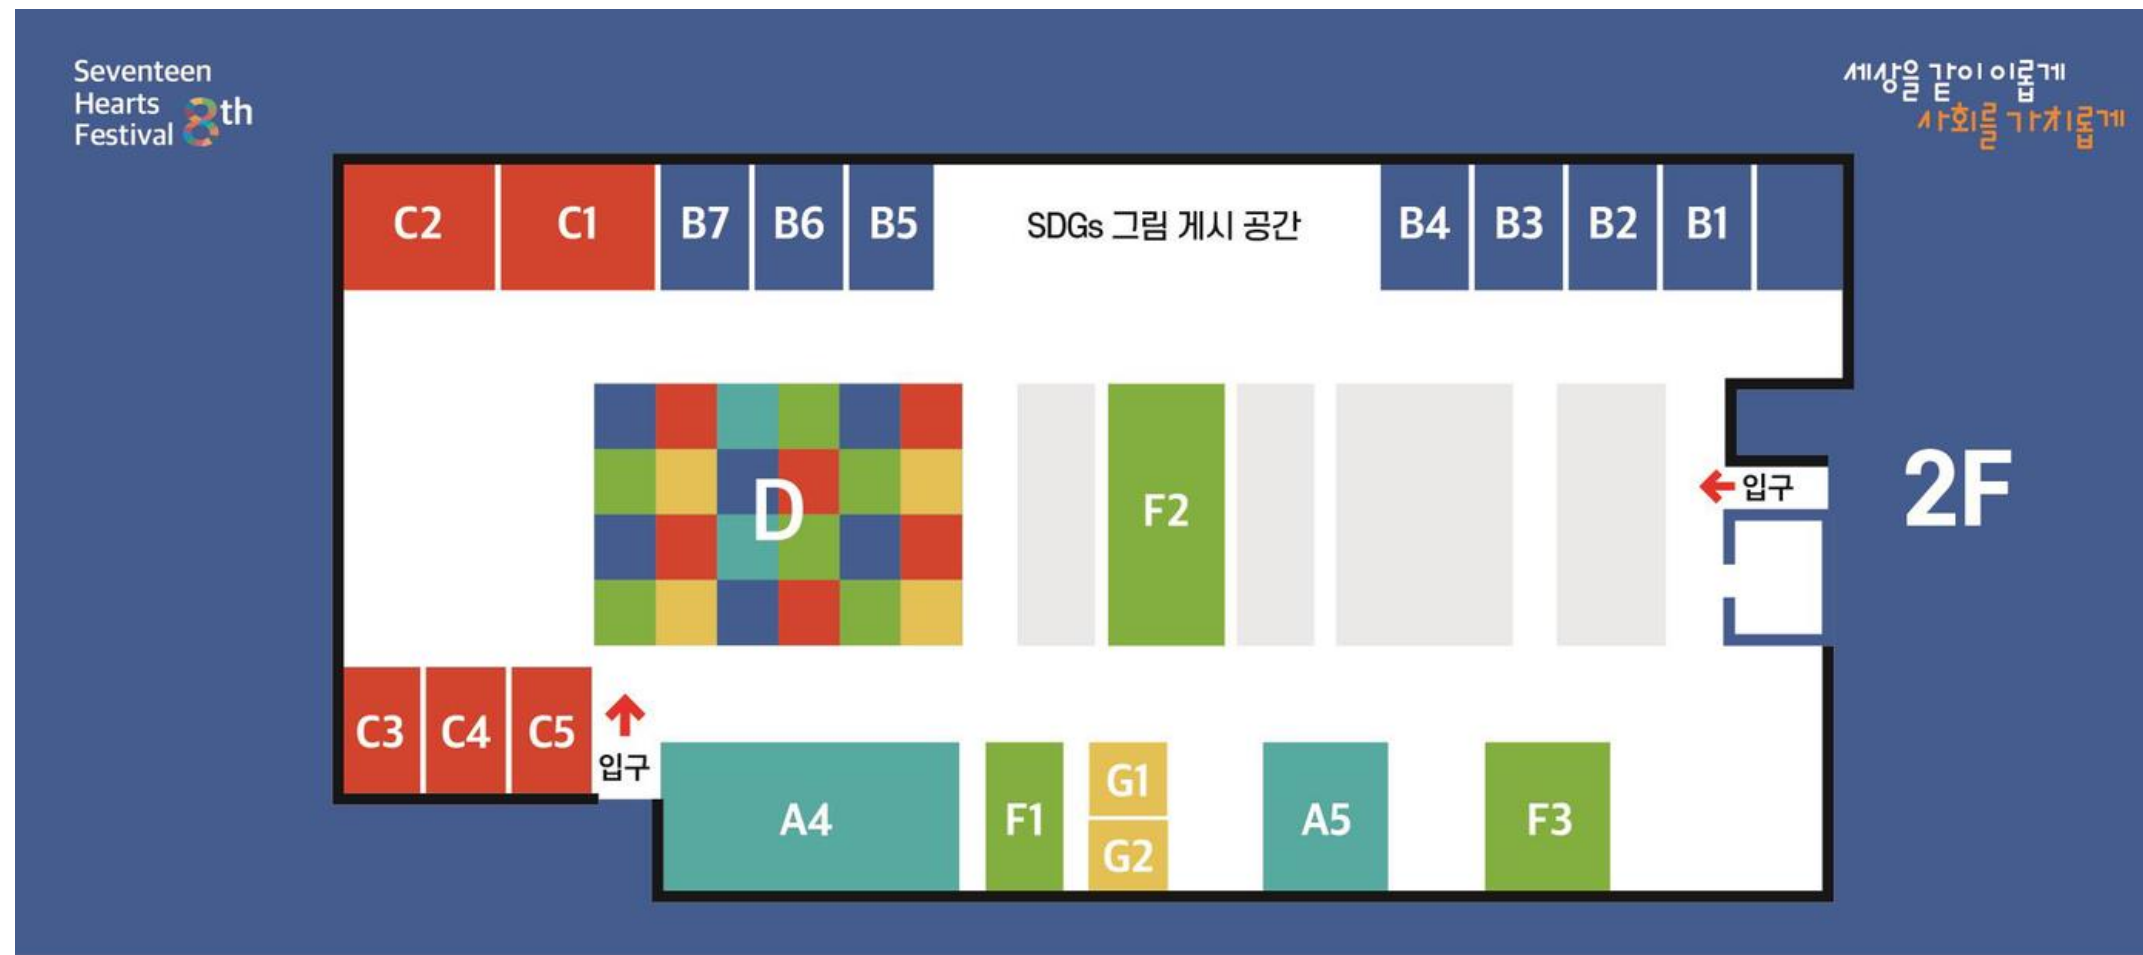 Seventeen
Hearts
Festival 8th
세상을 같이 이롭게
사회를 가치롭게
C2 C1 B7 B6 B5 SDGs 그림 게시 공간 B4 B3 B2 B1
D F2
입구
2F
C3 C4 C5
입구
A4 F1 G1 A5 F3
G2